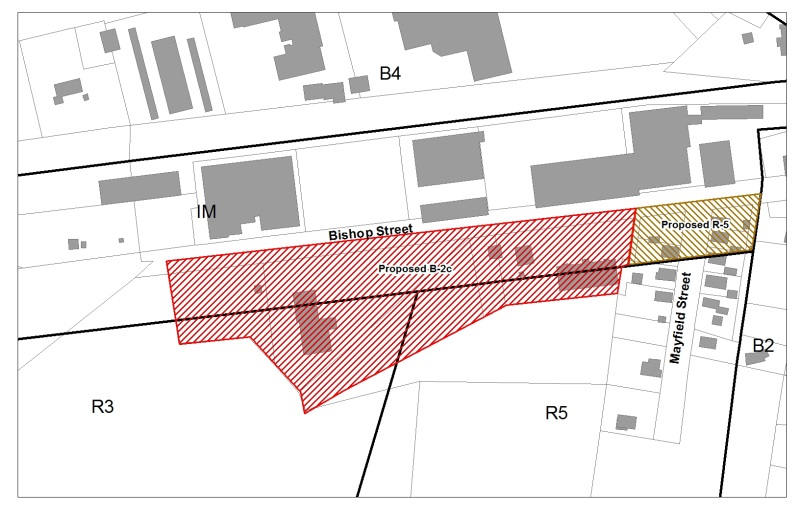 B4
IM
Bishop Street
Proposed R-5
Proposed B-2c
Mayfield Street
B2
R3
R5